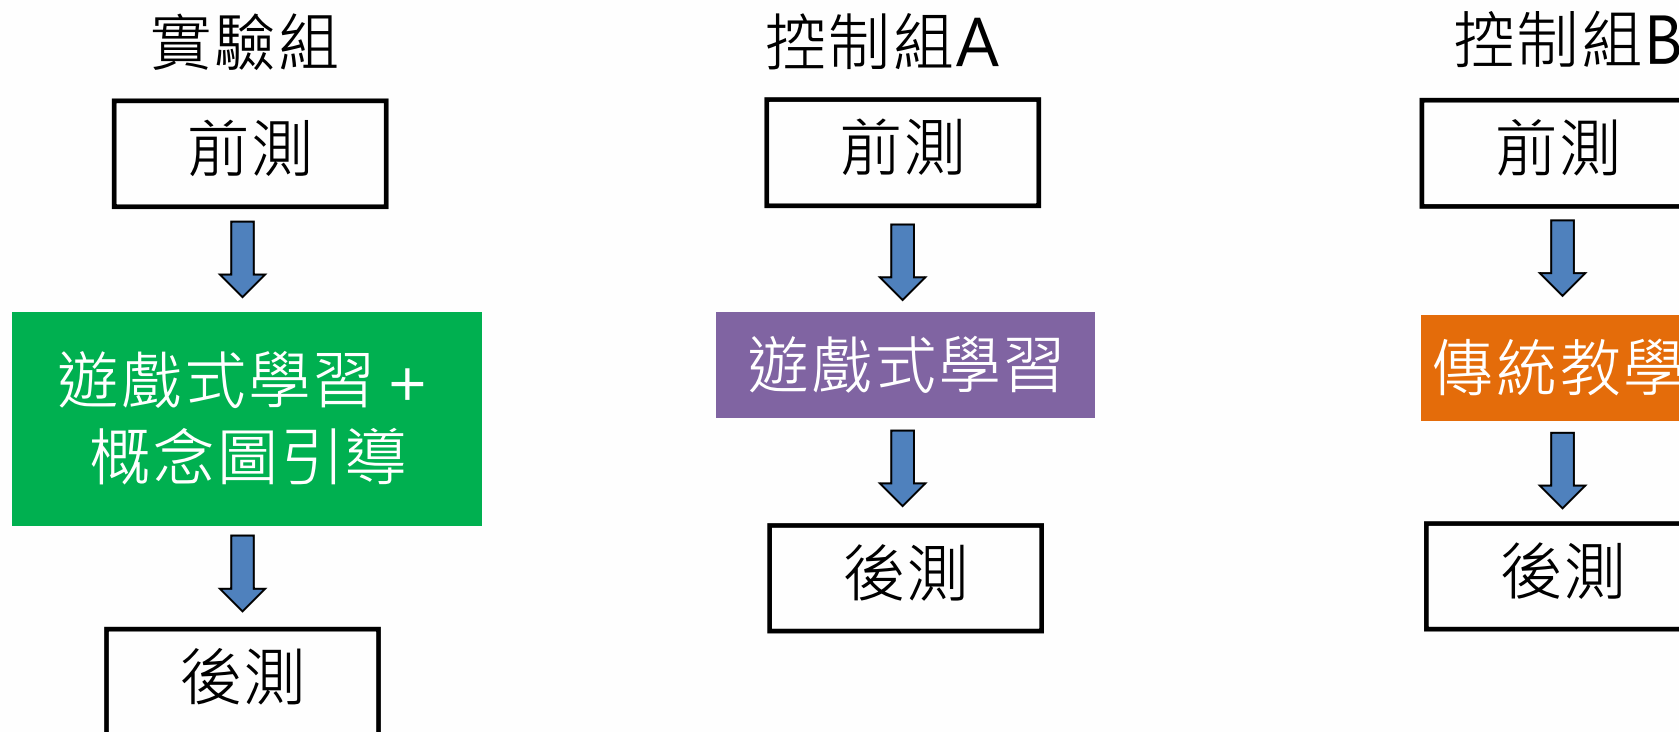 實驗組
前測
遊戲式學習 +
概念圖引導
後測
控制組A
前測
遊戲式學習
後測
控制組B
前測
傳統教學
後測